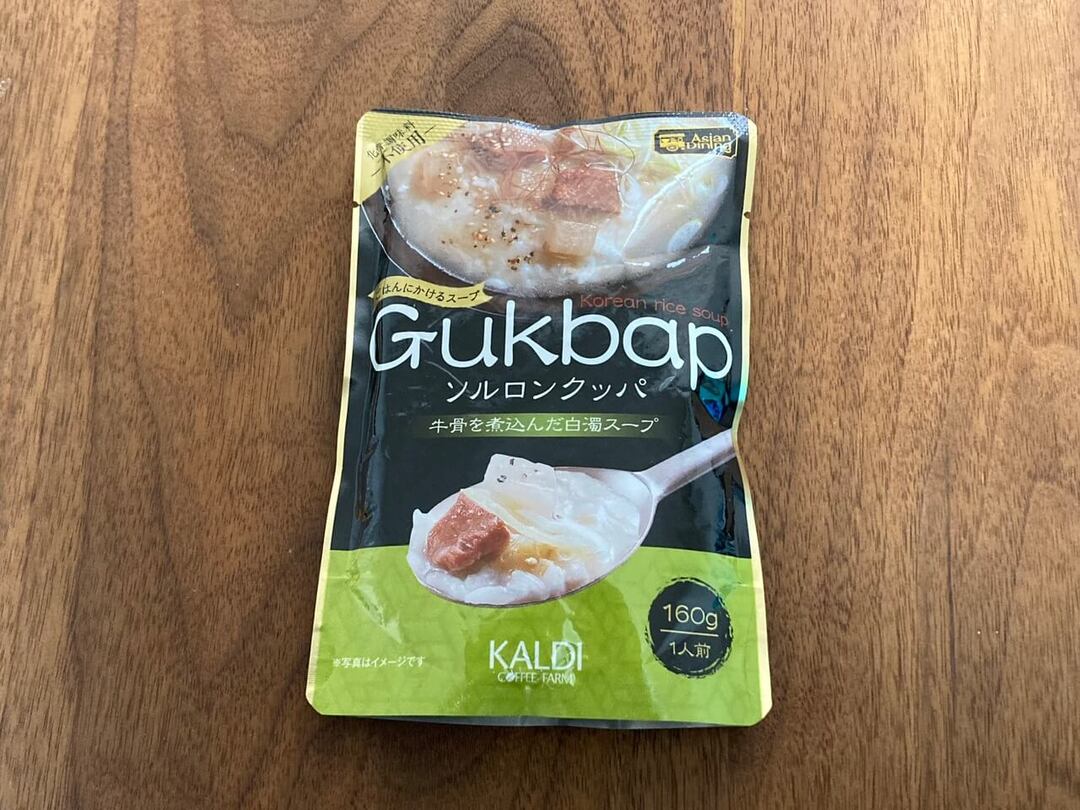 化学調味料
不使用
Asian
Dining
ごはんにかけるスープ
Korean rice soup
Gukbap
ソルロンクッパ
牛骨を煮込んだ白濁スープ
160g
1人前
※写真はイメージです
KALDI
COFFEE FARM